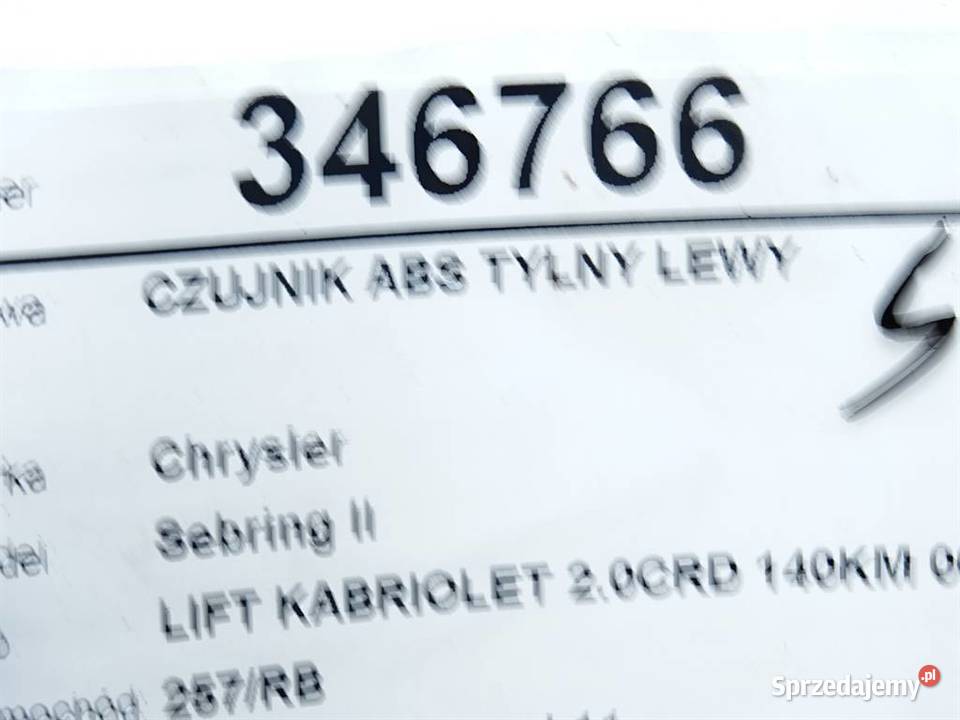 346766
CZUJNIK ABS TYLNY LEWY
Chrysler
Sebring II
LIFT KABRIOLET 2.0CRD 140KM
257/RB
Sprzedajemy.pl